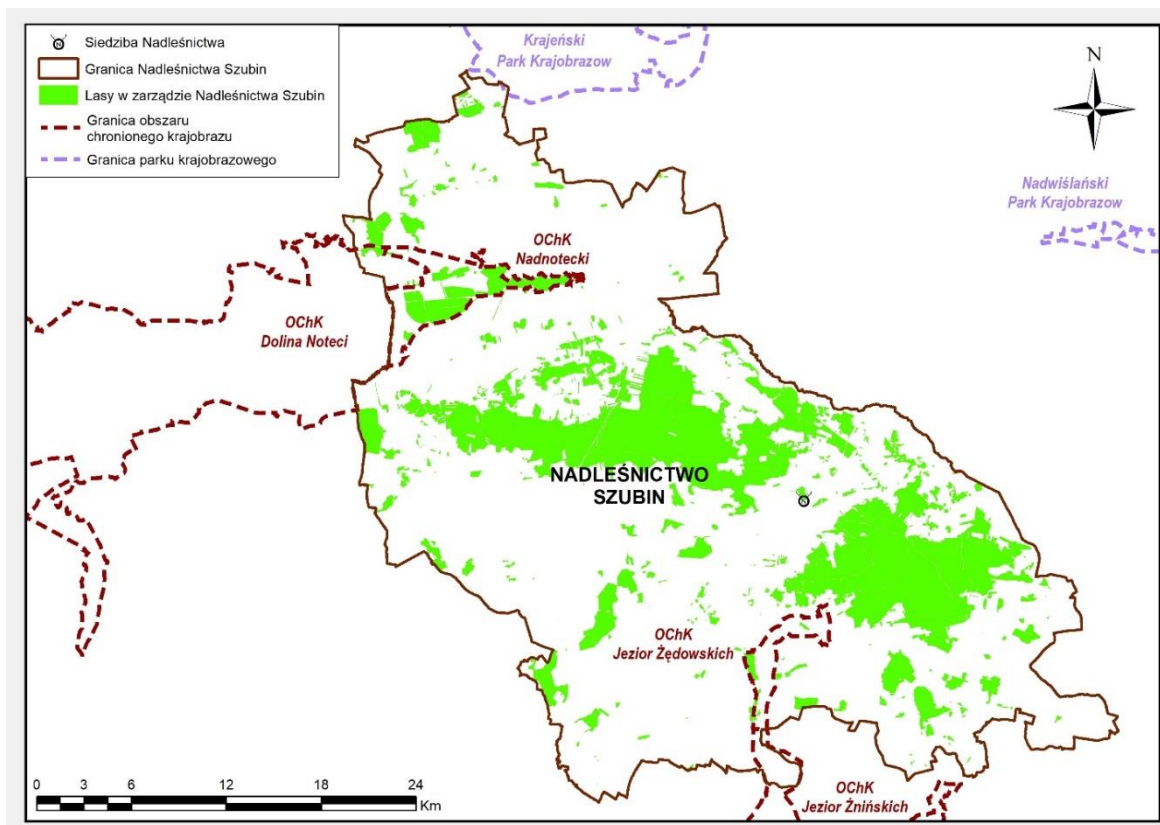 Siedziba Nadleśnictwa
Granica Nadleśnictwa Szubin
Lasy w zarządzie Nadleśnictwa Szubin
Granica obszaru
chronionego krajobrazu
Granica parku krajobrazowego
Krajeński
Park Krajobrazow
N
Nadwiślański
Park Krajobrazow
OChK
Nadnotecki
OChK
Dolina Noteci
NADLEŚNICTWO
SZUBIN
OChK
Jezior Żędowskich
OChK
Jezior Żnińskich
0 3 6 12 18 24
Km